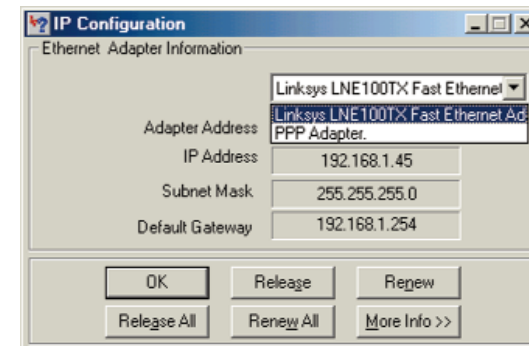 IP Configuration
Ethernet Adapter Information
Linksys LNE100TX Fast Ethernet
Linksys LNE100TX Fast Ethernet Ad
Adapter Address
PPP Adapter.
IP Address
192.168.1.45
Subnet Mask
255.255.255.0
Default Gateway
192.168.1.254
OK
Release
Renew
Release All
Renew All
More Info >>